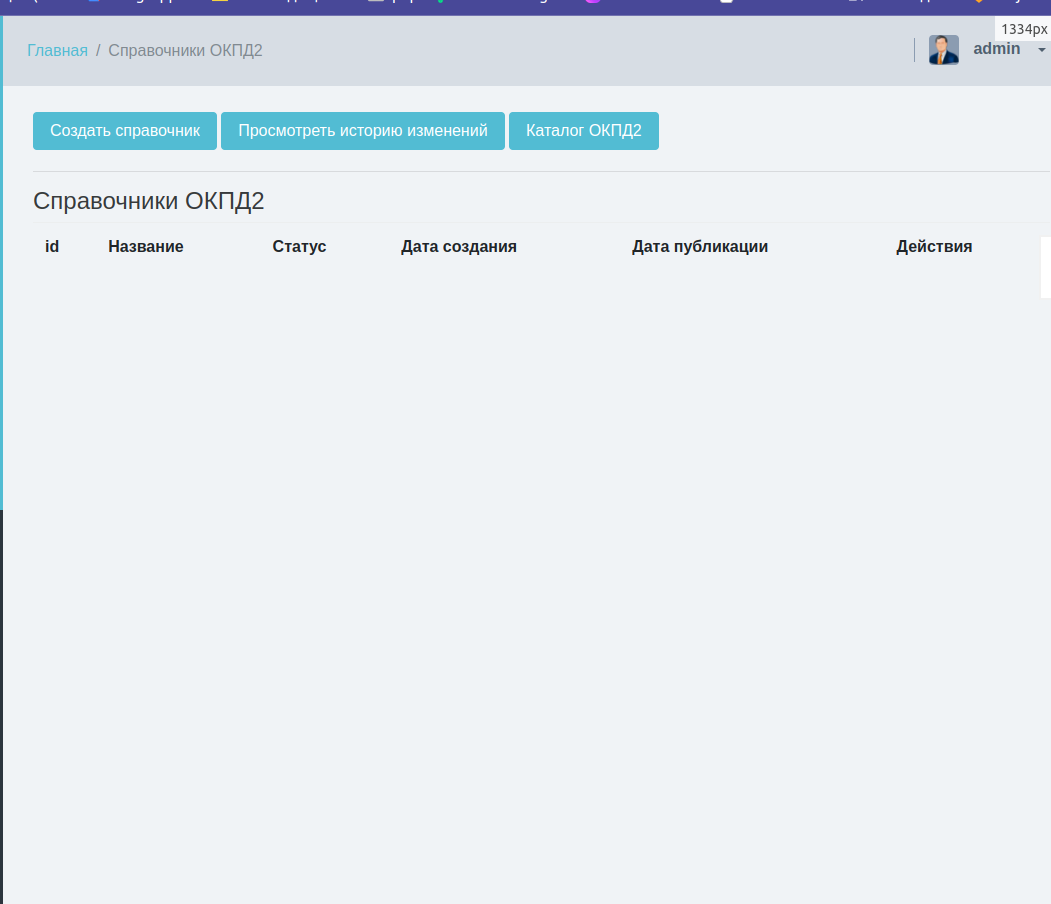 1334px
Главная / Справочники ОКПД2
admin
Создать справочник Просмотреть историю изменений Каталог ОКПД2
Справочники ОКПД2
id Название Статус Дата создания Дата публикации Действия